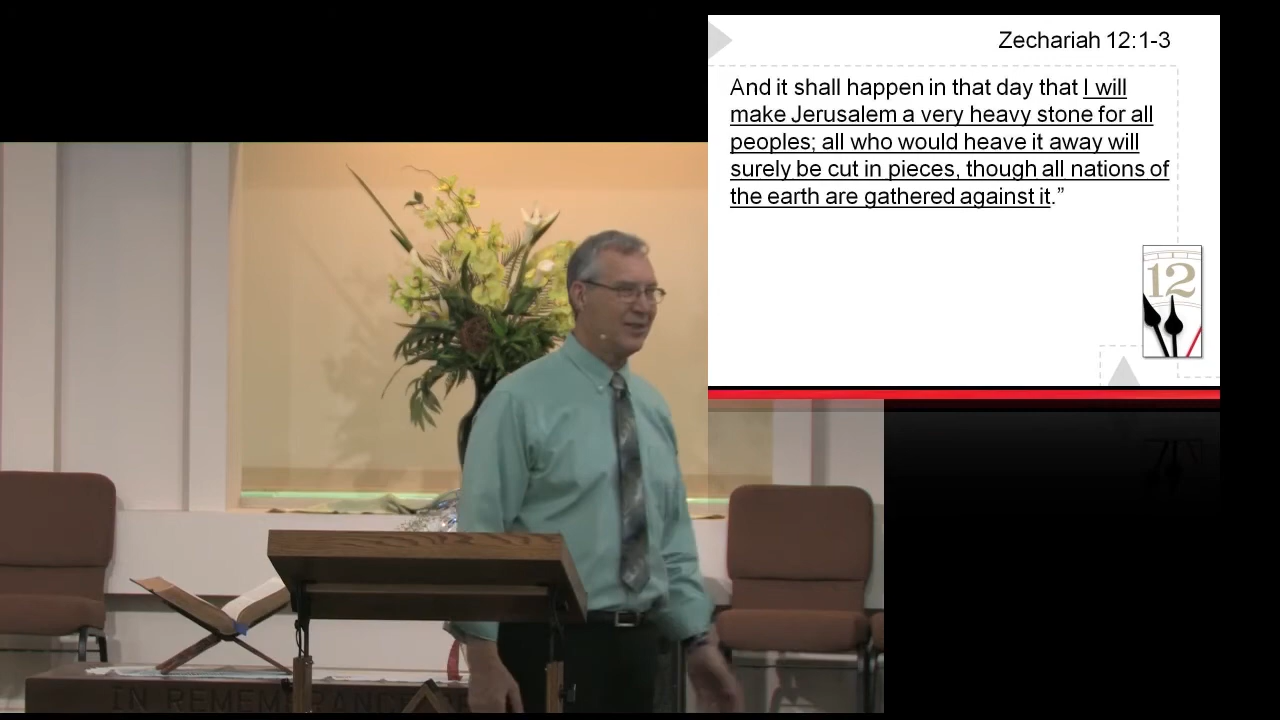 Zechariah 12:1-3
And it shall happen in that day that I will
make Jerusalem a very heavy stone for all
peoples; all who would heave it away will
surely be cut in pieces, though all nations of
the earth are gathered against it.”
12
IN REMEMBRANCE